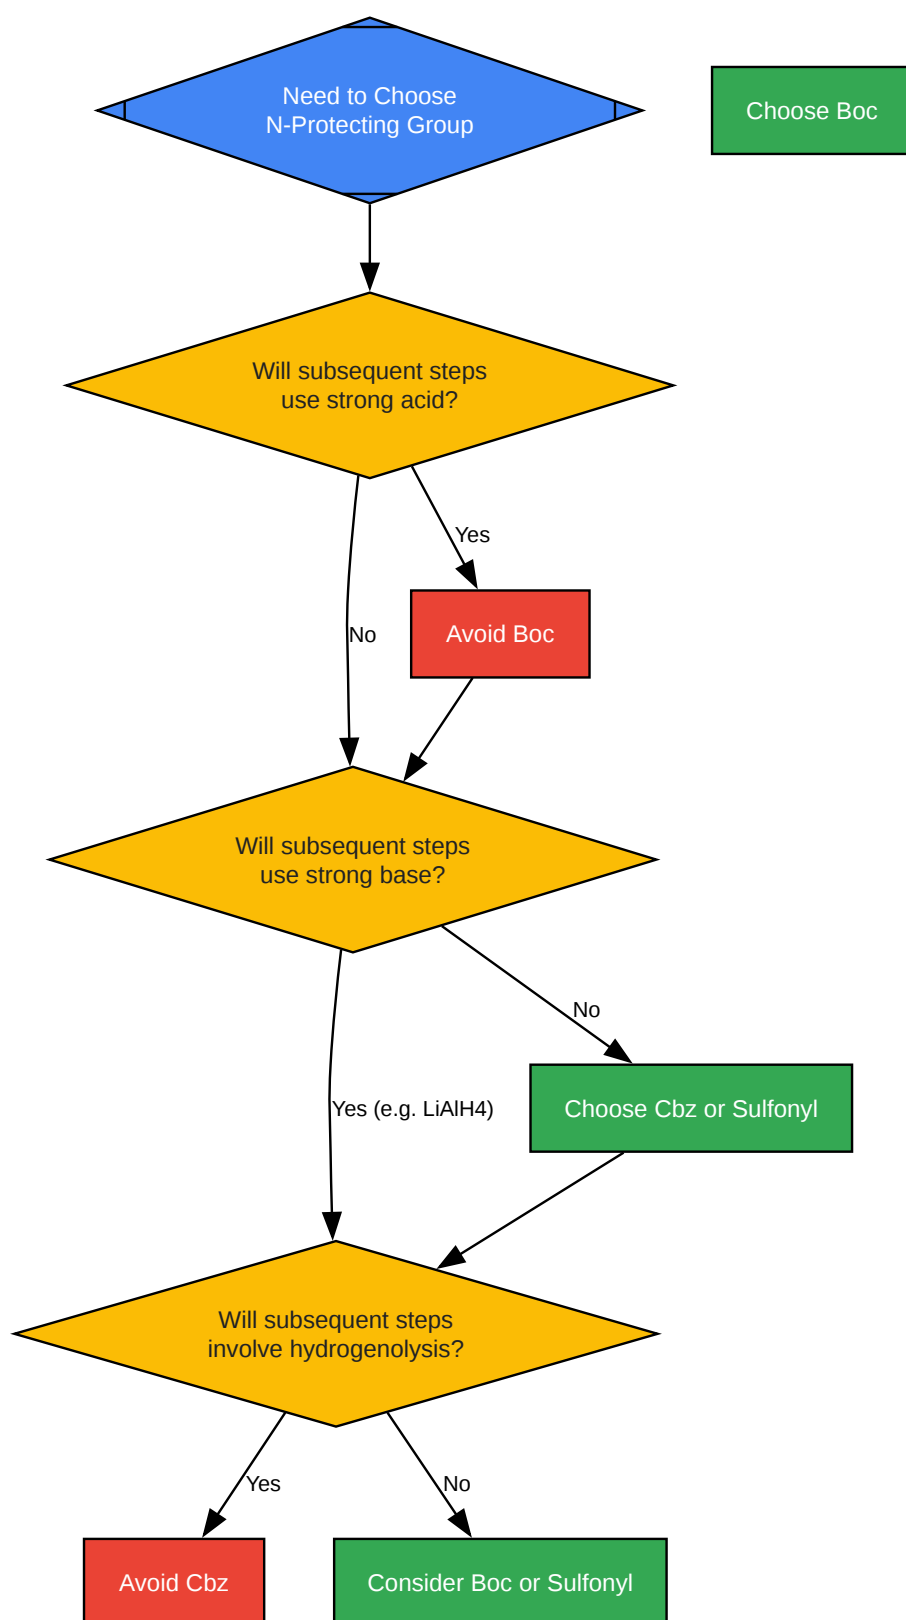 Need to Choose
N-Protecting Group
Choose Boc
Will subsequent steps
use strong acid?
Yes
No
Avoid Boc
Will subsequent steps
use strong base?
No
Yes (e.g. LiAlH4)
Choose Cbz or Sulfonyl
Will subsequent steps
involve hydrogenolysis?
Yes
No
Avoid Cbz
Consider Boc or Sulfonyl